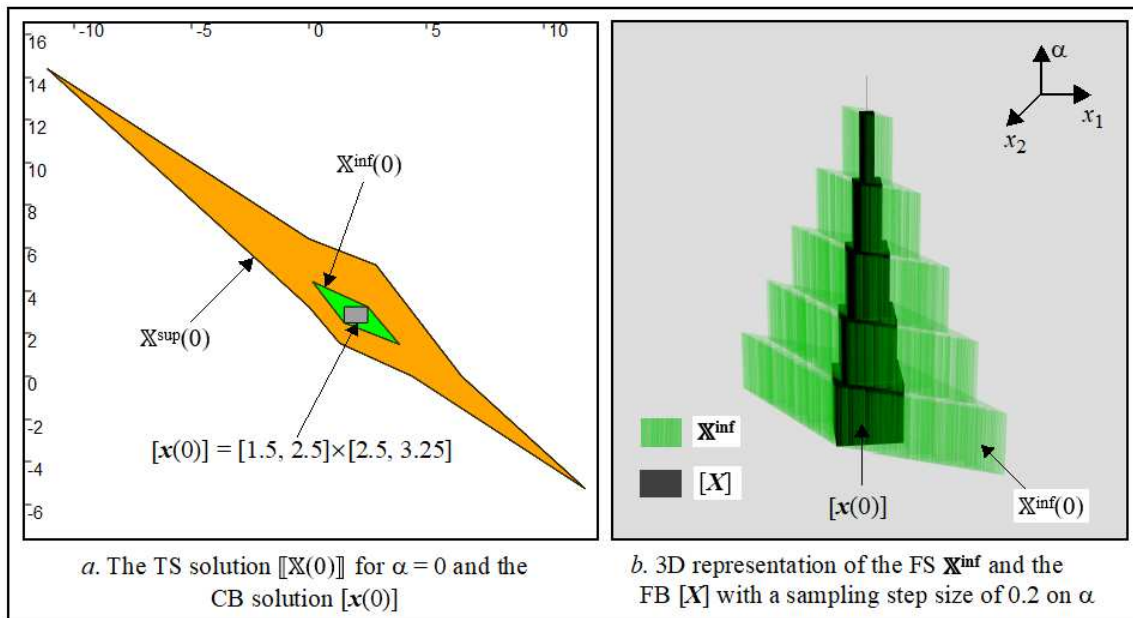 -10 -5 0 5 10
16
14
12
10
8
6
4
2
0
-2
-4
-6
𝕏ⁱⁿᶠ(0)
𝕏ˢᵘᵖ(0)
[x(0)] = [1.5, 2.5]×[2.5, 3.25]
a. The TS solution ⟦𝕏(0)⟧ for α = 0 and the
CB solution [x(0)]
α
x₁
x₂
𝕏ⁱⁿᶠ
[X]
[x(0)]
𝕏ⁱⁿᶠ(0)
b. 3D representation of the FS 𝕏ⁱⁿᶠ and the
FB [X] with a sampling step size of 0.2 on α